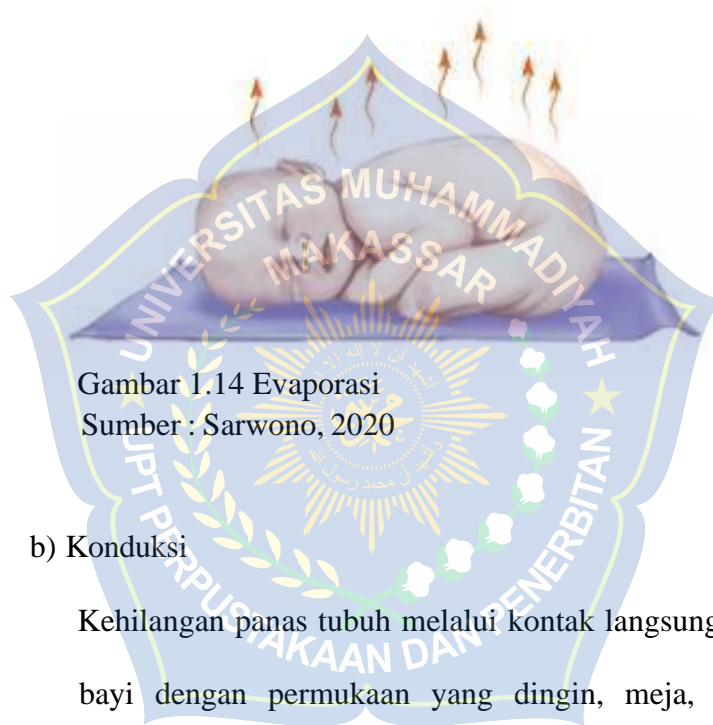 UNIVERSITAS MUHAMMADIYAH
MAKASSAR
Gambar 1.14 Evaporasi
Sumber : Sarwono, 2020
b) Konduksi
Kehilangan panas tubuh melalui kontak langsung
bayi dengan permukaan yang dingin, meja,
UPT PERPUSTAKAAN DAN PENERBITAN